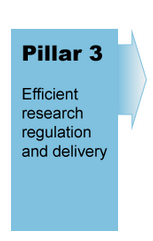 Pillar 3
Efficient
research
regulation
and delivery